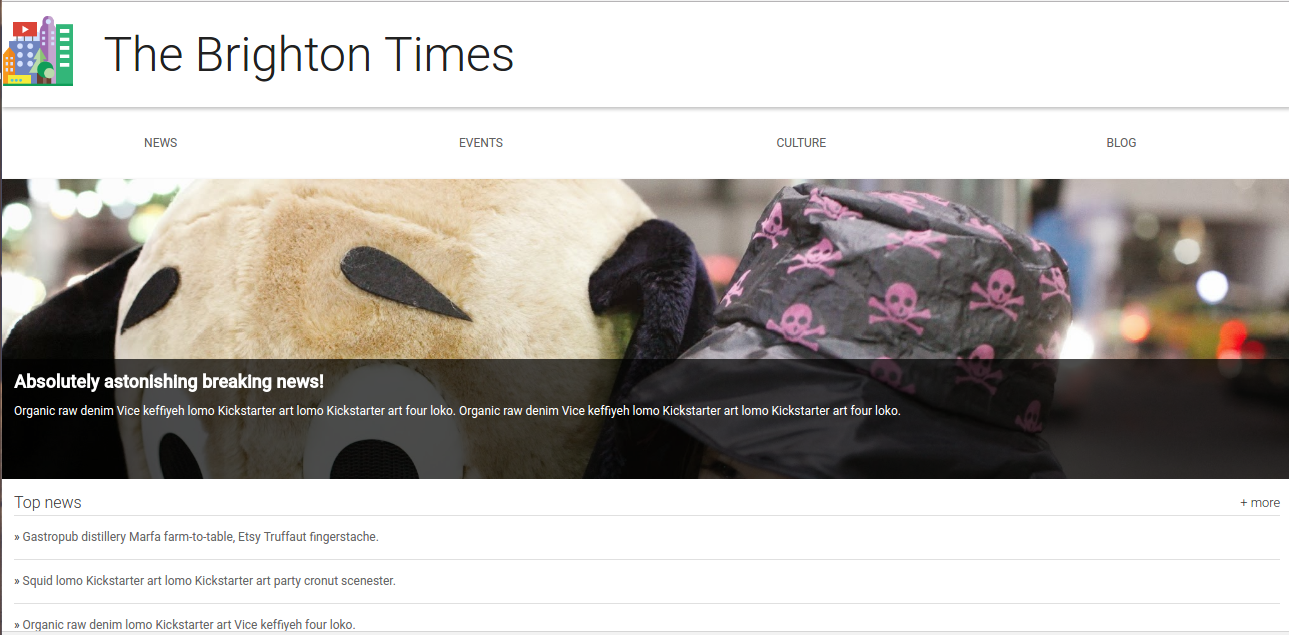 The Brighton Times
NEWS EVENTS CULTURE BLOG
Absolutely astonishing breaking news!
Organic raw denim Vice keffiyeh lomo Kickstarter art lomo Kickstarter art four loko. Organic raw denim Vice keffiyeh lomo Kickstarter art lomo Kickstarter art four loko.
Top news + more
» Gastropub distillery Marfa farm-to-table, Etsy Truffaut fingerstache.
» Squid lomo Kickstarter art lomo Kickstarter art party cronut scenester.
» Organic raw denim lomo Kickstarter art Vice keffiyeh four loko.